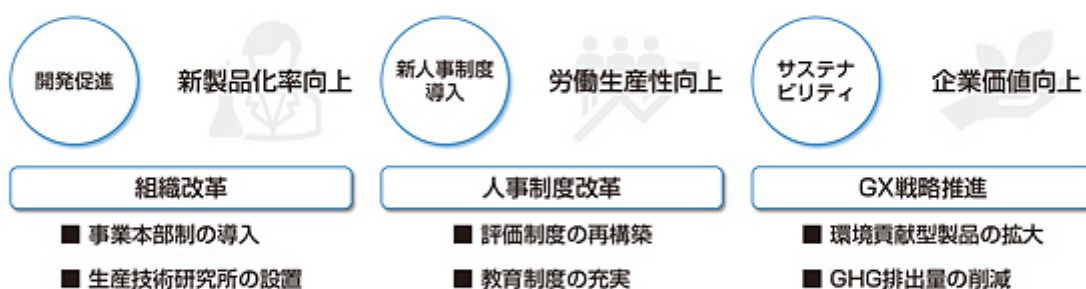 開発促進
新製品化率向上
組織改革
■ 事業本部制の導入
■ 生産技術研究所の設置
新人事制度
導入
労働生産性向上
人事制度改革
■ 評価制度の再構築
■ 教育制度の充実
サステナ
ビリティ
企業価値向上
GX戦略推進
■ 環境貢献型製品の拡大
■ GHG排出量の削減